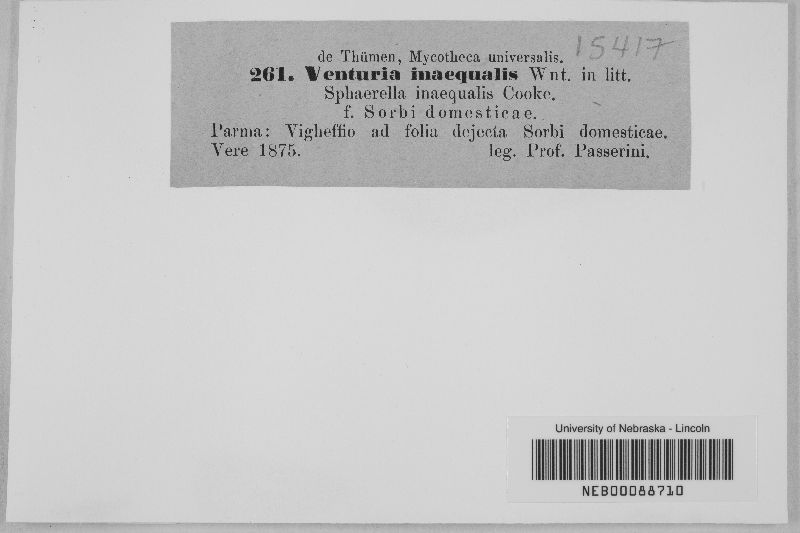 15417
de Thümen, Mycotheca universalis.
261. Venturia inaequalis Wnt. in litt.
Sphaerella inaequalis Cooke.
f. Sorbi domesticae.
Parma: Vigheffio ad folia dejecta Sorbi domesticae.
Vere 1875. leg. Prof. Passerini.
University of Nebraska - Lincoln
NEB00088710